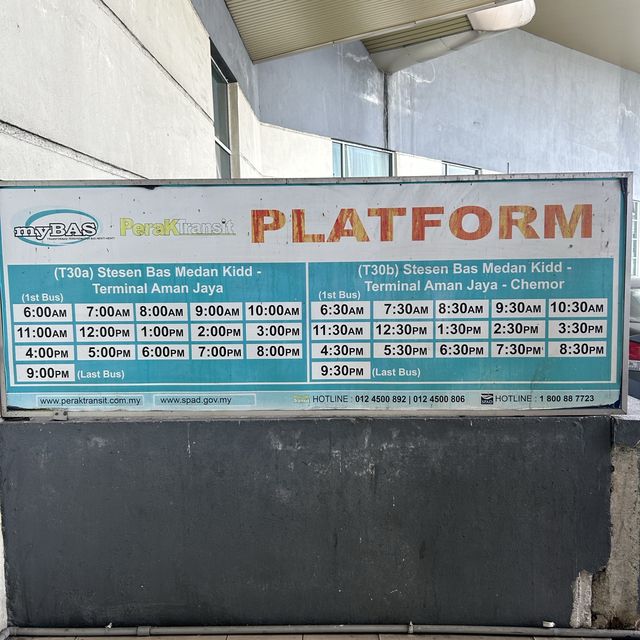 myBAS
PeraKTransit
PLATFORM
(T30a) Stesen Bas Medan Kidd -
Terminal Aman Jaya
(1st Bus)
6:00AM 7:00AM 8:00AM 9:00AM 10:00AM
11:00AM 12:00PM 1:00PM 2:00PM 3:00PM
4:00PM 5:00PM 6:00PM 7:00PM 8:00PM
9:00PM (Last Bus)
(T30b) Stesen Bas Medan Kidd -
Terminal Aman Jaya - Chemor
(1st Bus)
6:30AM 7:30AM 8:30AM 9:30AM 10:30AM
11:30AM 12:30PM 1:30PM 2:30PM 3:30PM
4:30PM 5:30PM 6:30PM 7:30PM 8:30PM
9:30PM (Last Bus)
www.peraktransit.com.my www.spad.gov.my HOTLINE : 012 4500 892 | 012 4500 806 SPAD HOTLINE : 1 800 88 7723